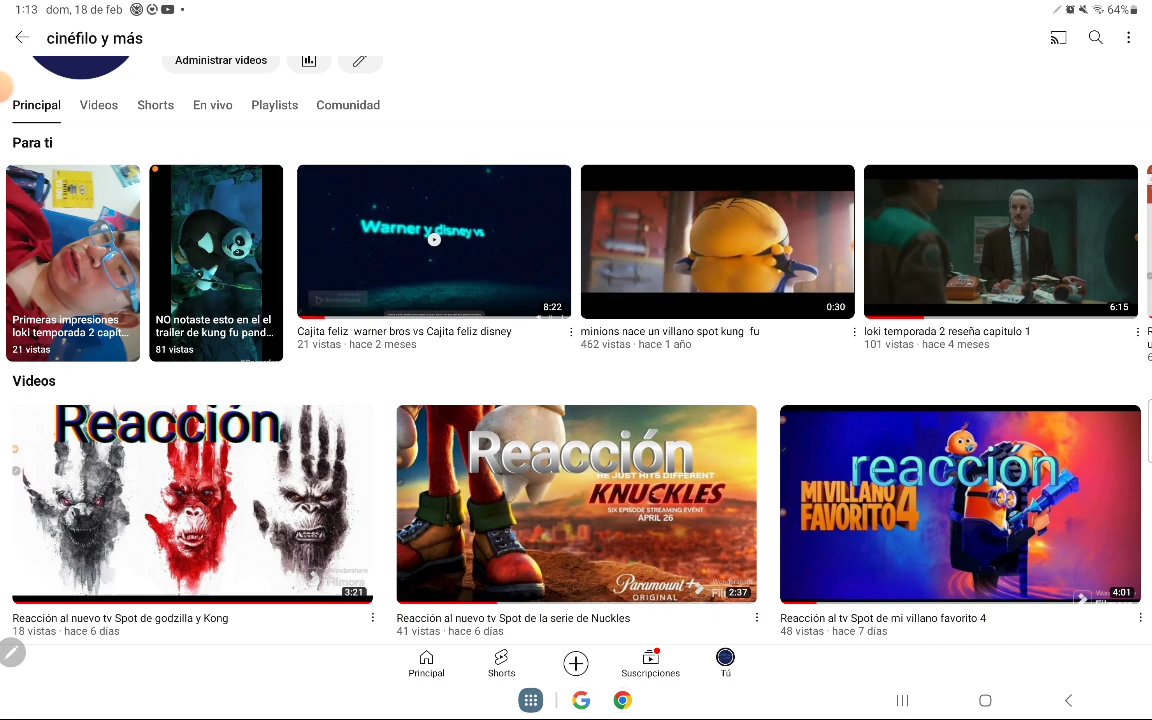 1:13 dom, 18 de feb
64%
cinéfilo y más
Administrar videos
Principal Videos Shorts En vivo Playlists Comunidad
Para ti
Primeras impresiones
loki temporada 2 capít...
21 vistas
NO notaste esto en el el
trailer de kung fu pand...
81 vistas
Warner y disney vs
8:22
Cajita feliz warner bros vs Cajita feliz disney
21 vistas · hace 2 meses
0:30
minions nace un villano spot kung fu
462 vistas · hace 1 año
6:15
loki temporada 2 reseña capitulo 1
101 vistas · hace 4 meses
Videos
Reacción
Wondershare
Filmora
3:21
Reacción al nuevo tv Spot de godzilla y Kong
18 vistas · hace 6 días
Reacción
HE JUST HITS DIFFERENT
KNUCKLES
SIX EPISODE STREAMING EVENT
APRIL 26
Paramount+
ORIGINAL
2:37
Reacción al nuevo tv Spot de la serie de Nuckles
41 vistas · hace 6 días
reacción
MI VILLANO
FAVORITO 4
4:01
Reacción al tv Spot de mi villano favorito 4
48 vistas · hace 7 días
Principal Shorts Suscripciones Tú